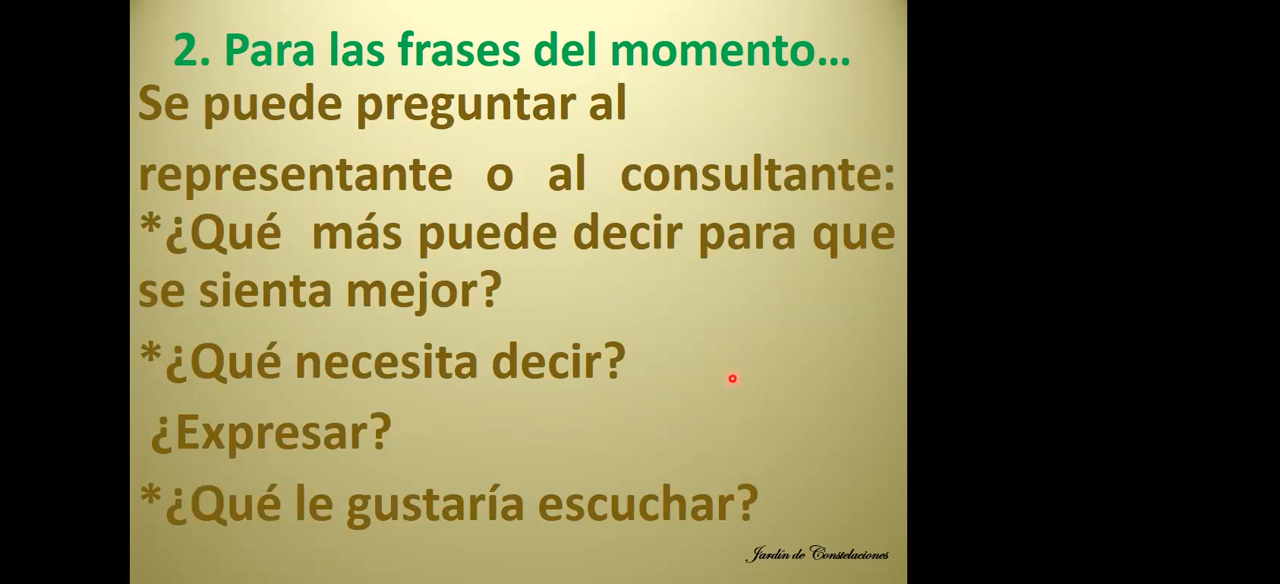 2. Para las frases del momento…
Se puede preguntar al
representante o al consultante:
*¿Qué más puede decir para que
se sienta mejor?
*¿Qué necesita decir?
¿Expresar?
*¿Qué le gustaría escuchar?
Jardín de Constelaciones